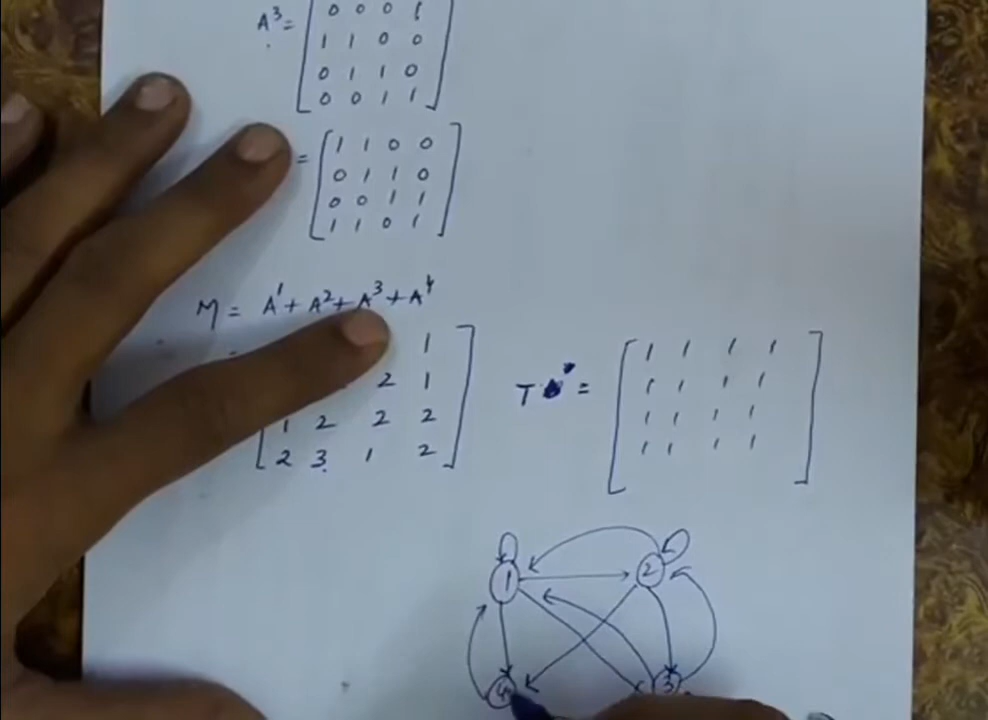 A³ =
0 0 0 1
1 1 0 0
0 1 1 0
0 0 1 1
=
1 1 0 0
0 1 1 0
0 0 1 1
1 1 0 1
M = A¹ + A² + A³ + A⁴
1
2 1
1 2 2 2
2 3 1 2
T =
1 1 1 1
1 1 1 1
1 1 1 1
1 1 1 1
1 2
4 3